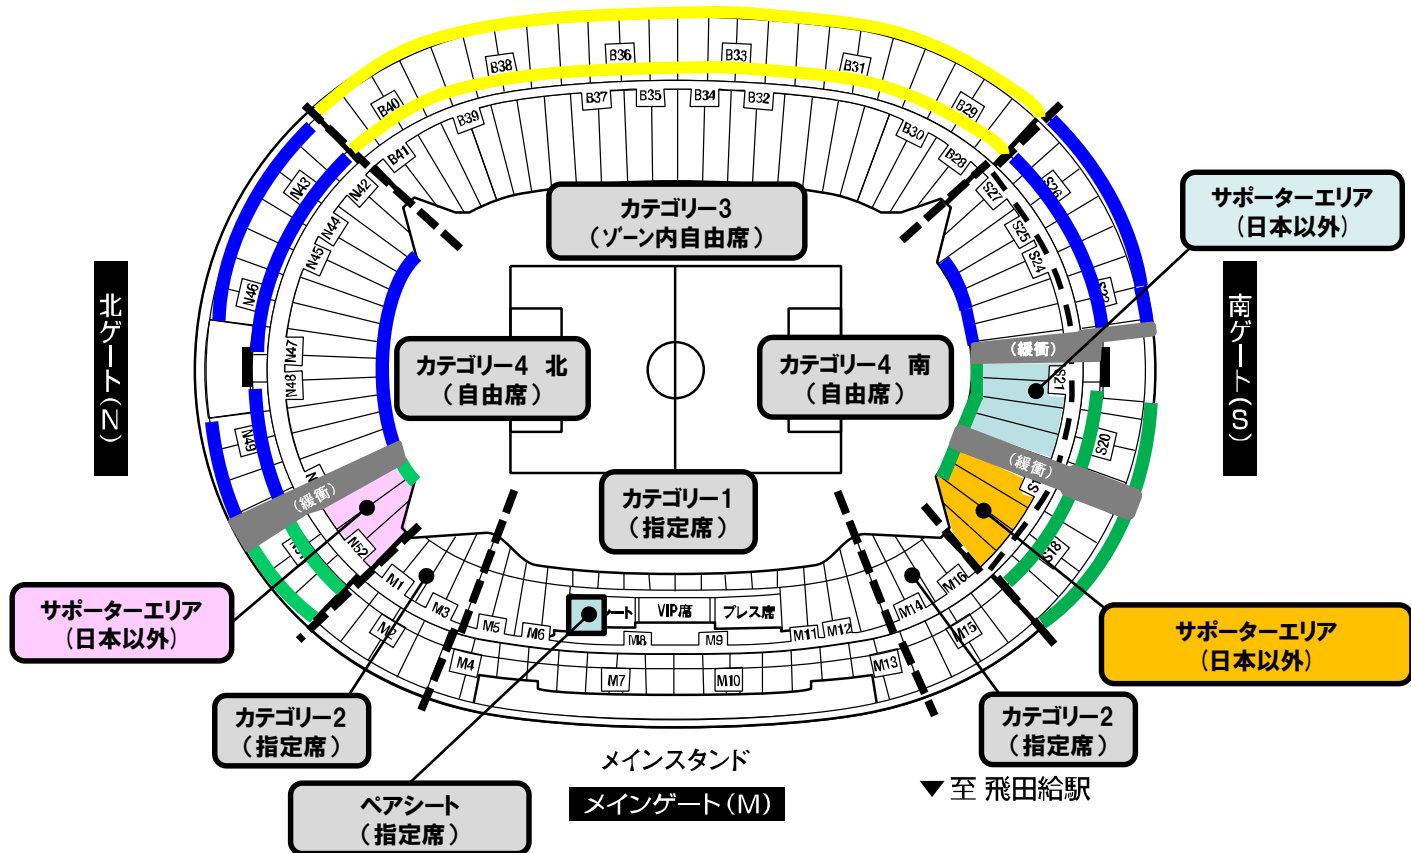 B36
B33
B38
B31
B40
B29
B37
B35
B34
B32
B39
B30
B41
B28
N43
N42
S27
S26
N44
S25
N45
S24
カテゴリー3
(ゾーン内自由席)
サポーターエリア
(日本以外)
北ゲート(N)
南ゲート(S)
N46
N47
N48
N49
カテゴリー4 北
(自由席)
カテゴリー4 南
(自由席)
(緩衝)
S21
S20
(緩衝)
(緩衝)
カテゴリー1
(指定席)
N52
S18
M1
M3
M2
M5
M6
M4
VIP席
プレス席
M8
M9
M11
M12
M14
M16
M15
M13
M7
M10
サポーターエリア
(日本以外)
サポーターエリア
(日本以外)
カテゴリー2
(指定席)
カテゴリー2
(指定席)
メインスタンド
メインゲート(M)
▼至 飛田給駅
ペアシート
(指定席)